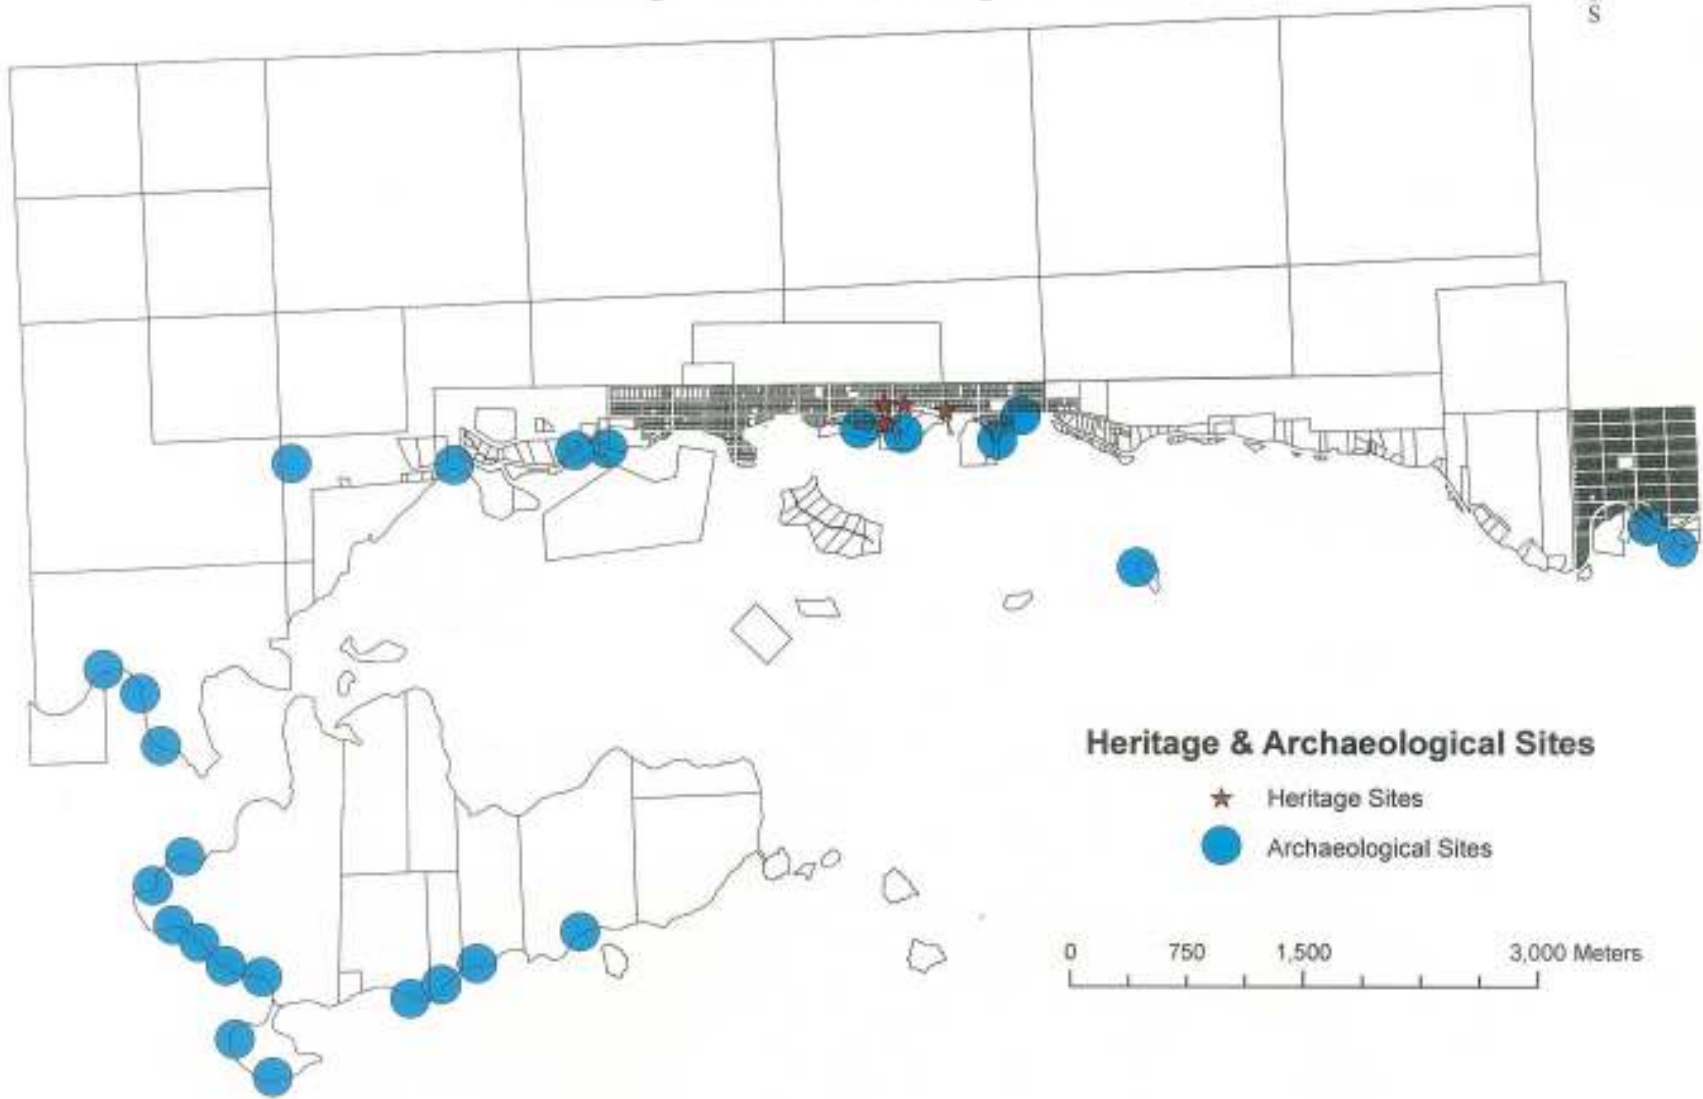 S
Heritage & Archaeological Sites
Heritage Sites
Archaeological Sites
0 750 1,500 3,000 Meters